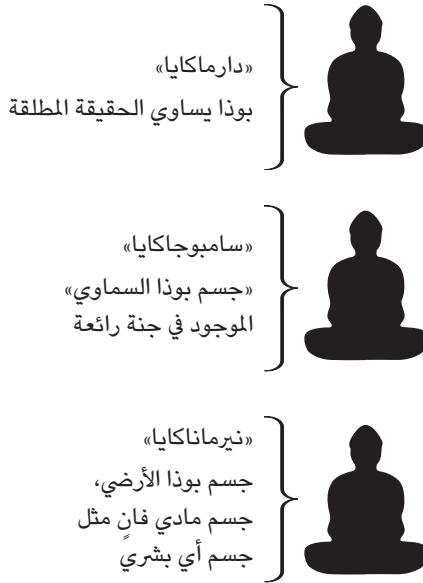 «دارماكايا»
بوذا يساوي الحقيقة المطلقة
«سامبوجاكايا»
«جسم بوذا السماوي»
الموجود في جنة رائعة
«نيرماناكايا»
جسم بوذا الأرضي،
جسم مادي فانٍ مثل
جسم أي بشري